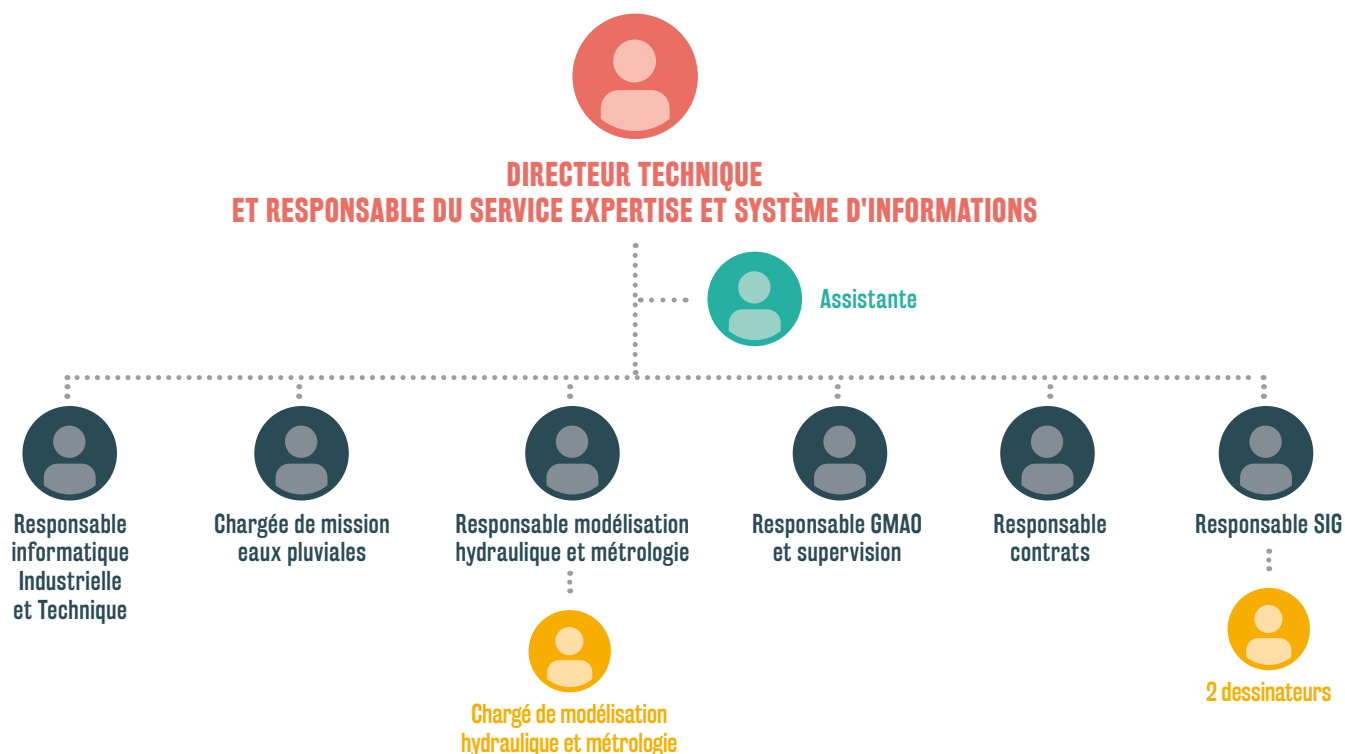 DIRECTEUR TECHNIQUE
ET RESPONSABLE DU SERVICE EXPERTISE ET SYSTÈME D'INFORMATIONS
Assistante
Responsable
informatique
Industrielle
et Technique
Chargée de mission
eaux pluviales
Responsable modélisation
hydraulique et métrologie
Responsable GMAO
et supervision
Responsable
contrats
Responsable SIG
Chargé de modélisation
hydraulique et métrologie
2 dessinateurs